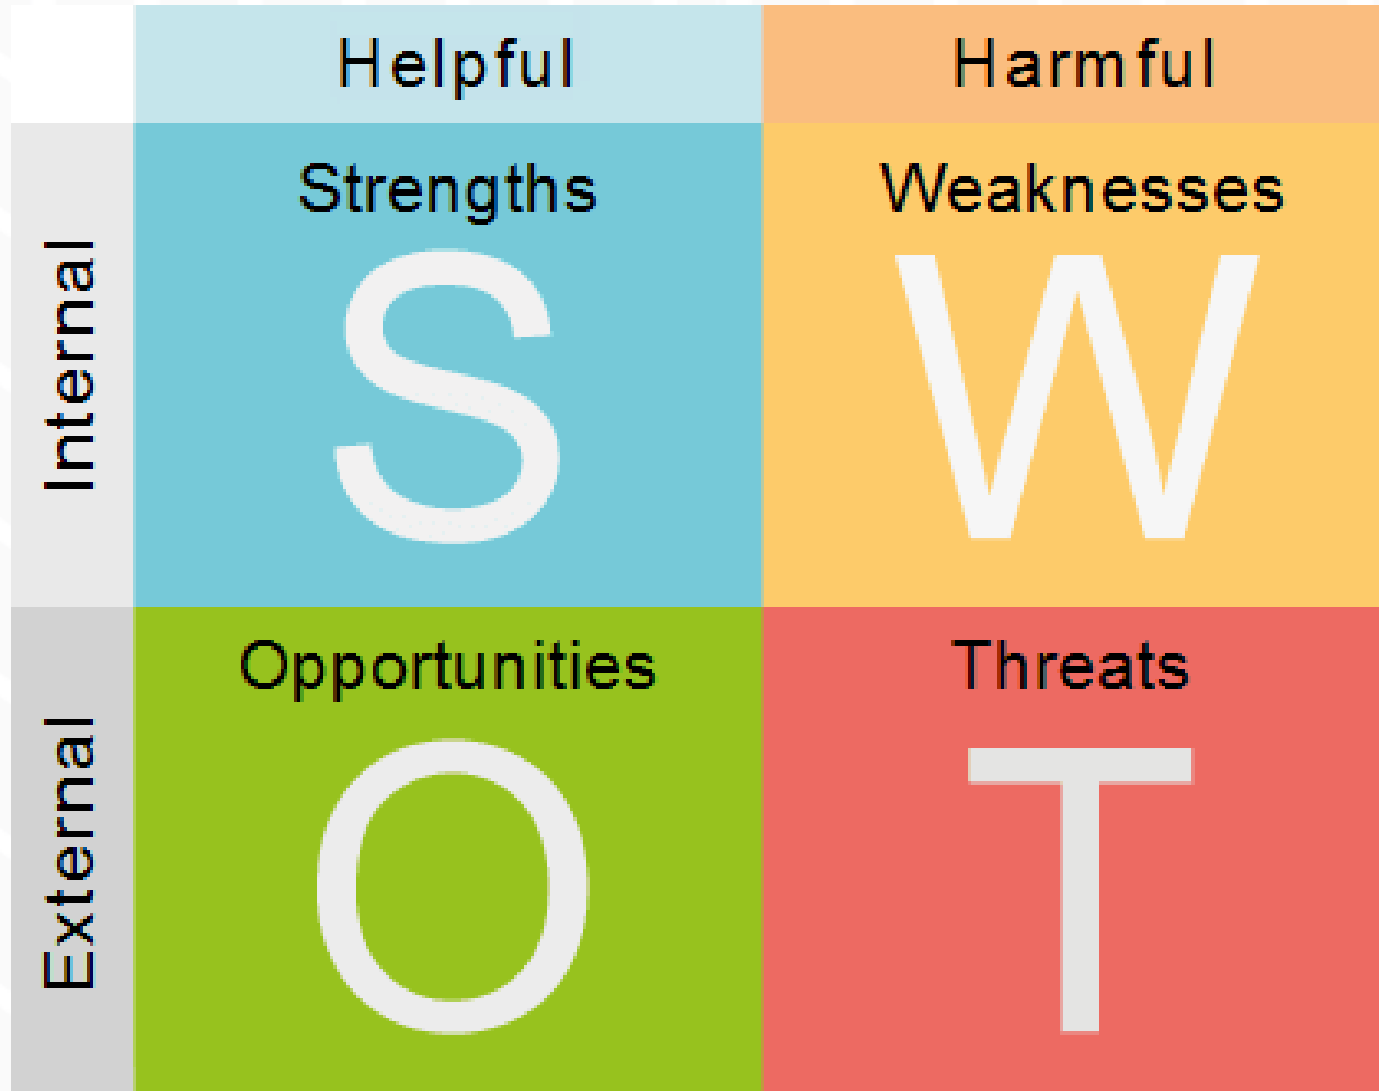 Helpful
Harmful
Internal
Strengths
S
Weaknesses
W
External
Opportunities
O
Threats
T